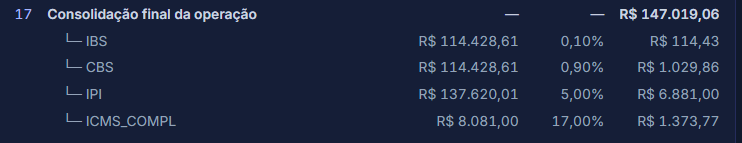 17 Consolidação final da operação — — R$ 147.019,06
└─ IBS R$ 114.428,61 0,10% R$ 114,43
└─ CBS R$ 114.428,61 0,90% R$ 1.029,86
└─ IPI R$ 137.620,01 5,00% R$ 6.881,00
└─ ICMS_COMPL R$ 8.081,00 17,00% R$ 1.373,77